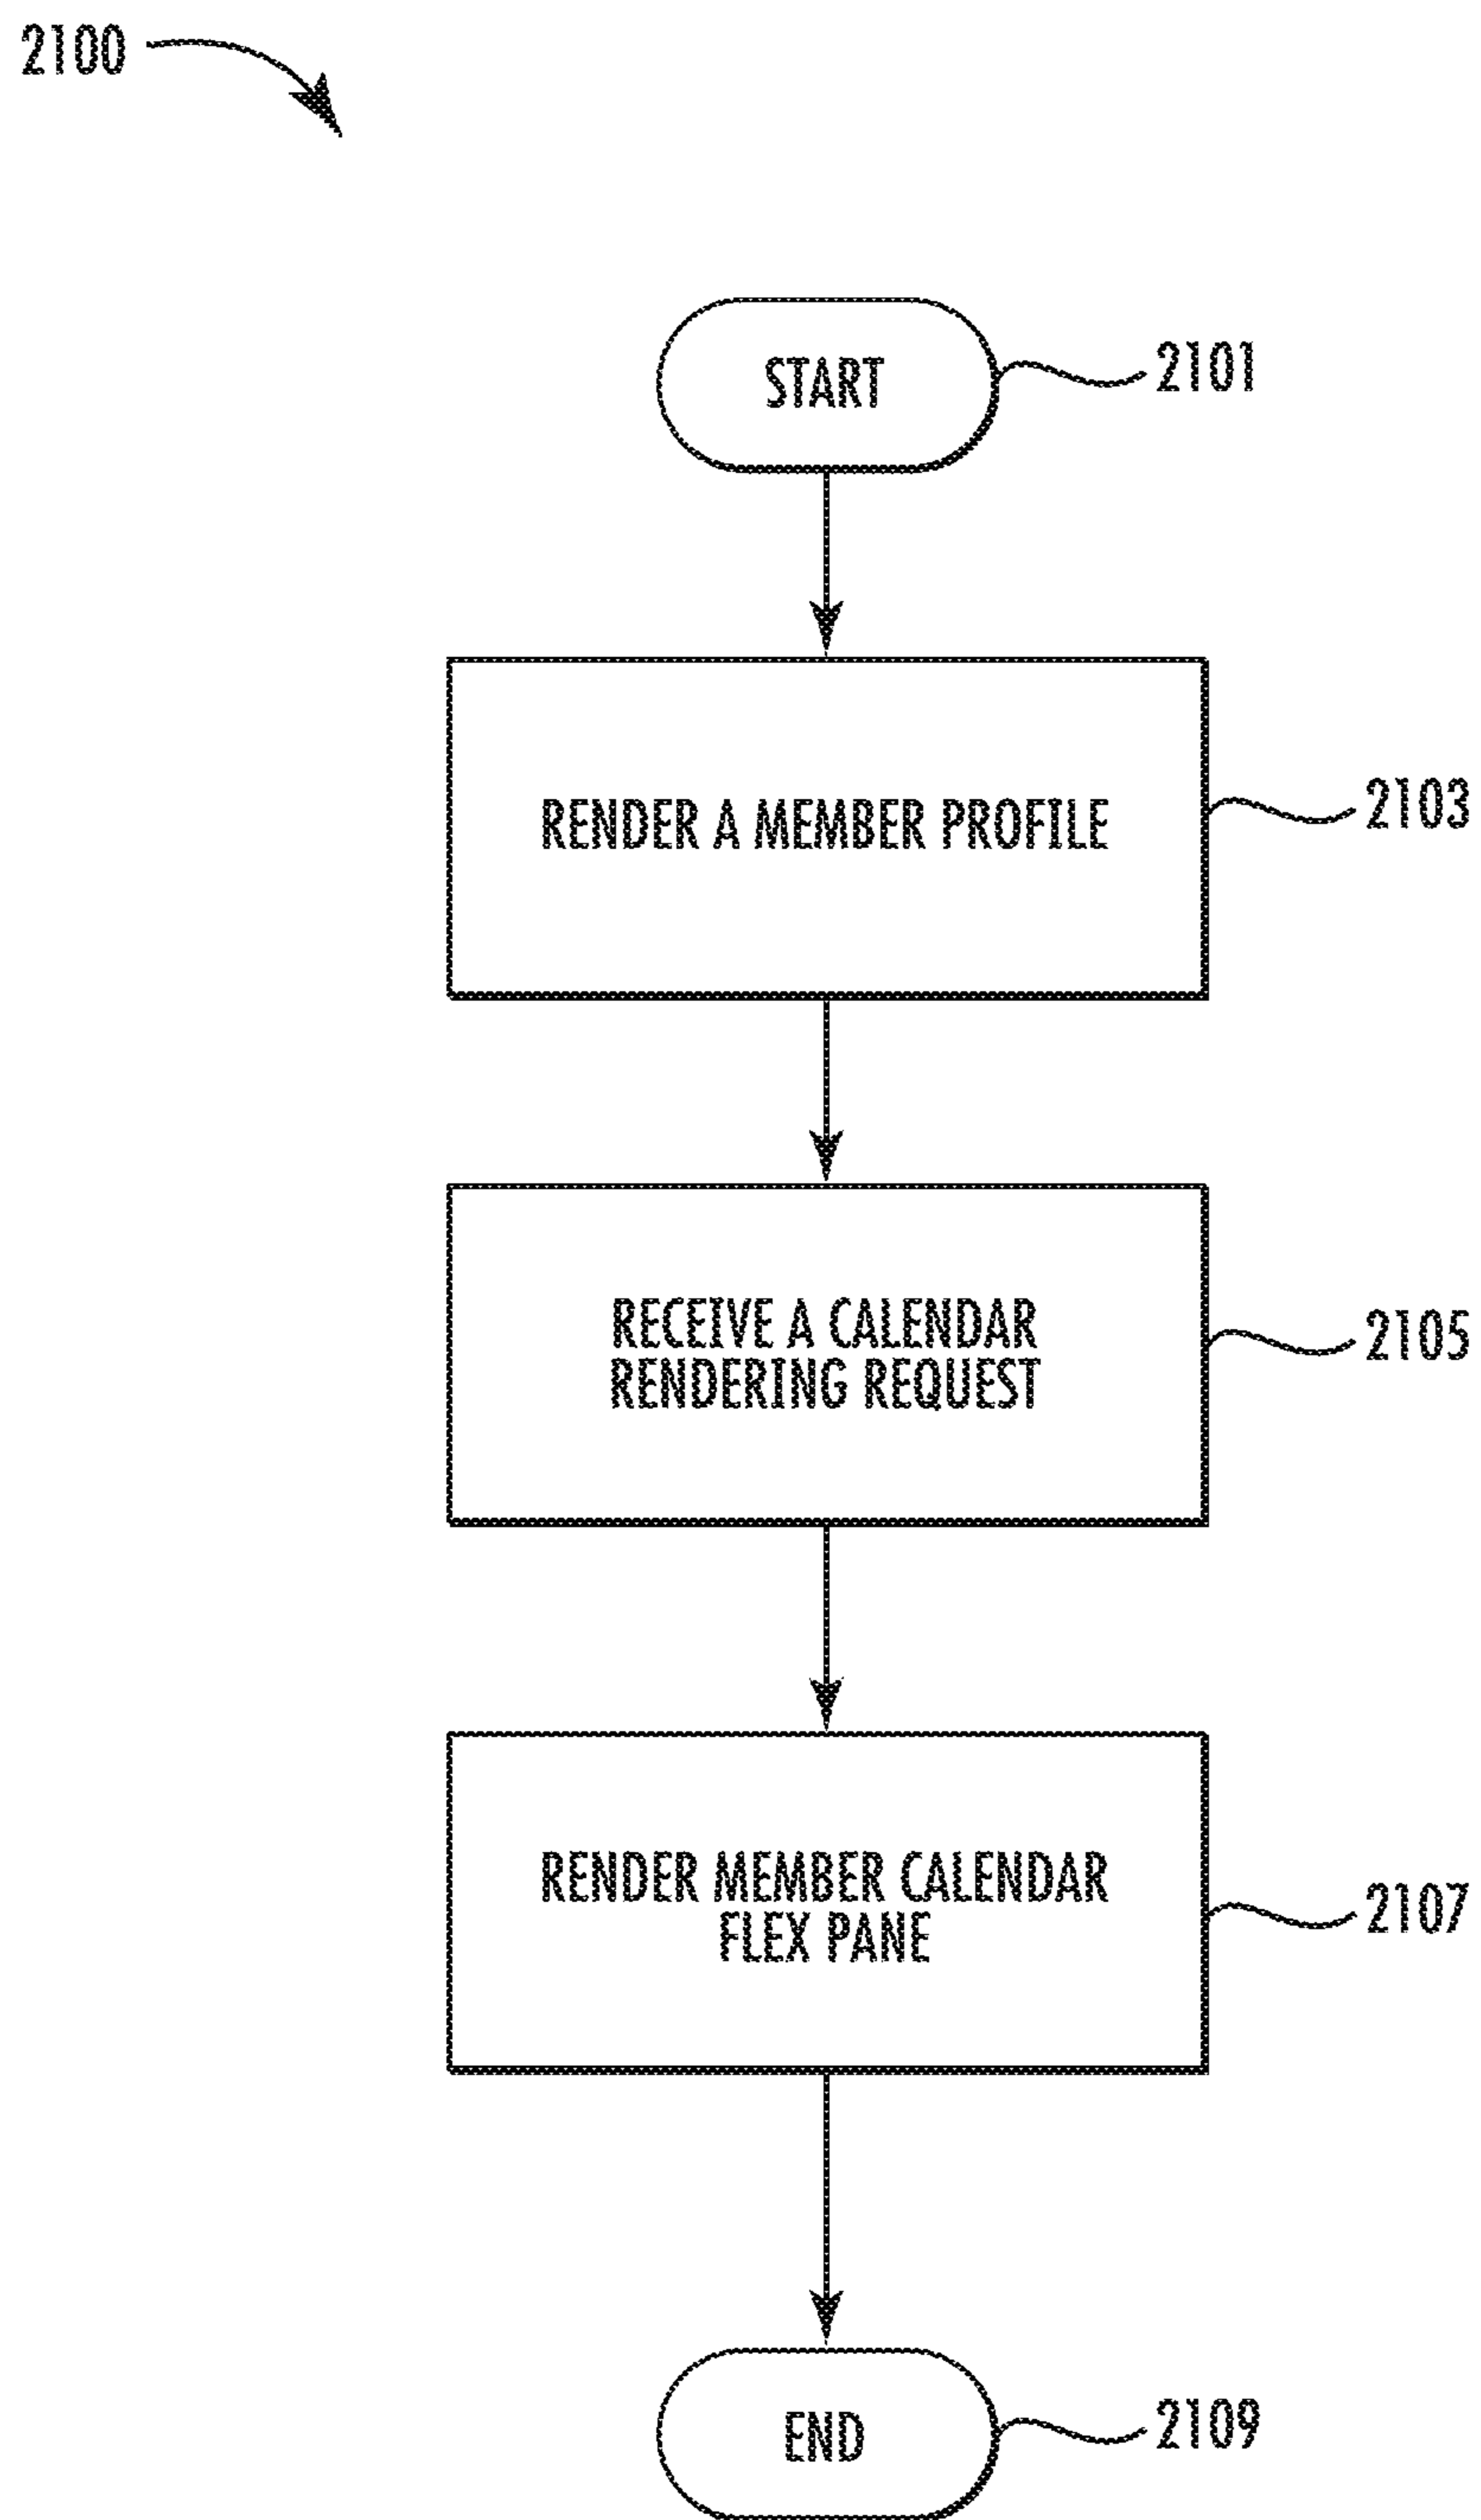 2100
START
2101
RENDER A MEMBER PROFILE
2103
RECEIVE A CALENDAR
RENDERING REQUEST
2105
RENDER MEMBER CALENDAR
FLEX PANE
2107
END
2109